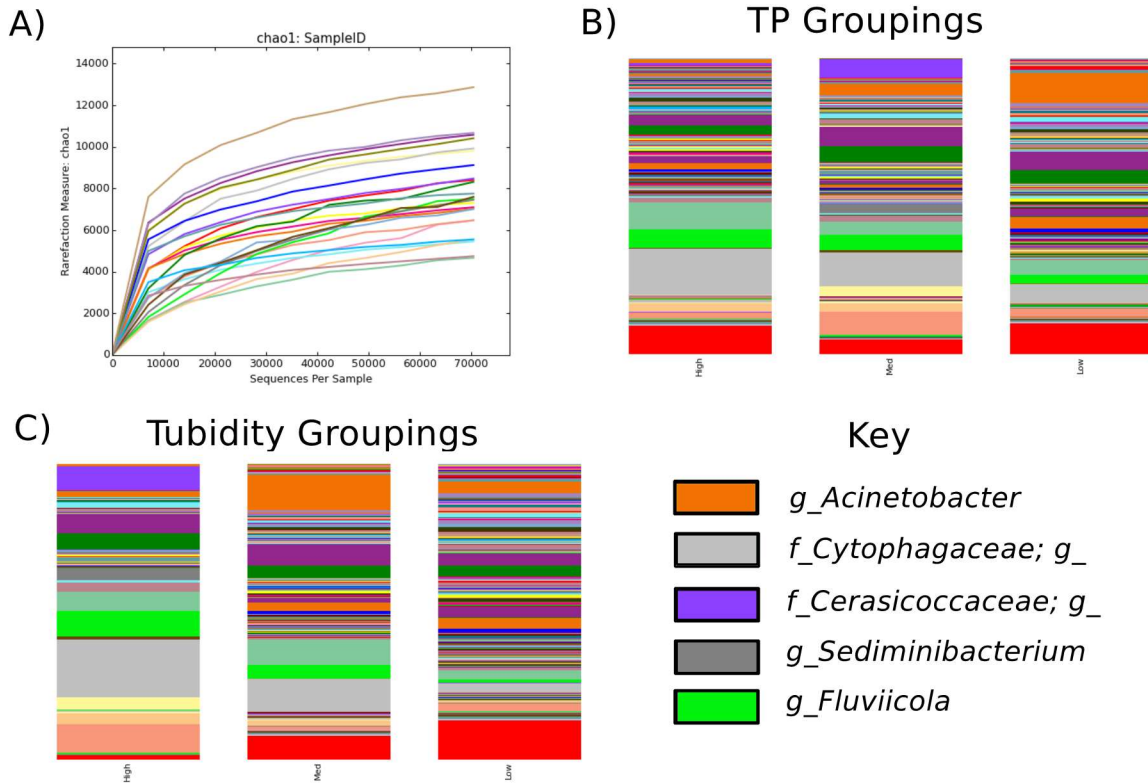 A)
chao1: SampleID
14000
12000
10000
8000
6000
4000
2000
0
Rarefraction Measure: chao1
0 10000 20000 30000 40000 50000 60000 70000
Sequences Per Sample
B)
TP Groupings
High Med Low
C)
Tubidity Groupings
High Med Low
Key
g_Acinetobacter
f_Cytophagaceae; g_
f_Cerasicoccaceae; g_
g_Sediminibacterium
g_Fluviicola